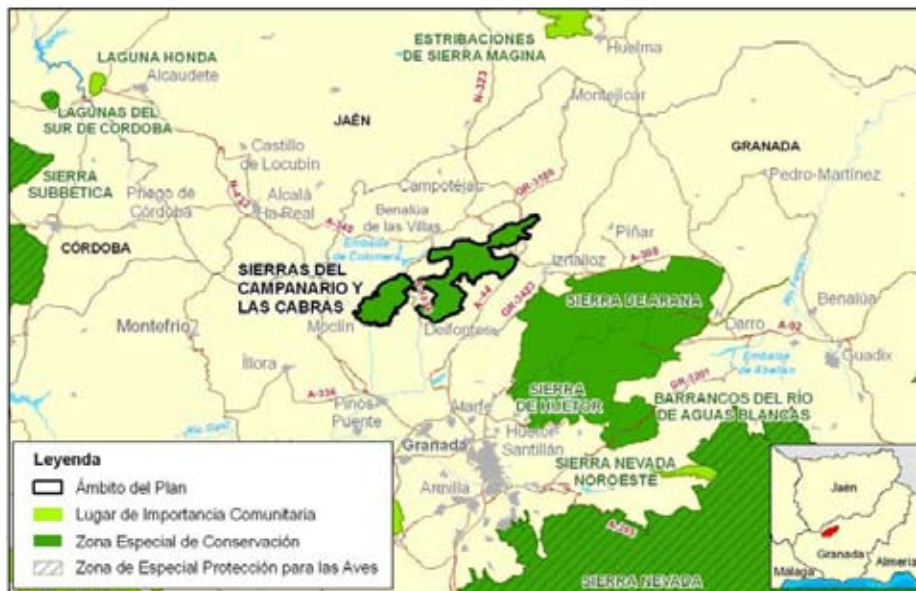 ESTRIBACIONES
DE SIERRA MAGINA
Huelma
LAGUNA HONDA
Alcaudete
N-323
Montejícar
LAGUNAS DEL
SUR DE CÓRDOBA
JAÉN
Castillo
de Locubín
GRANADA
SIERRA
SUBBÉTICA
Priego de
Córdoba
N-432
Alcalá
la Real
Campotéjar
Pedro-Martínez
Benalúa
de las Villas
Piñar
CÓRDOBA
A-340
Embalse
de Colomera
SIERRAS DEL
CAMPANARIO Y
LAS CABRAS
Iznalloz
A-308
GR-3423
A-44
SIERRA DE ARANA
Benalúa
Montefrío
Moclín
Deifontes
Darro
A-92
Íllora
Guadix
A-336
Pinos
Puente
Atarfe
SIERRA
DE HUÉTOR
BARRANCOS DEL RÍO
DE AGUAS BLANCAS
Granada
Huétor
Santillán
SIERRA NEVADA
NOROESTE
Armilla
A-395
SIERRA NEVADA
Leyenda
Ámbito del Plan
Lugar de Importancia Comunitaria
Zona Especial de Conservación
Zona de Especial Protección para las Aves
Jaén
Granada
Málaga
Almería